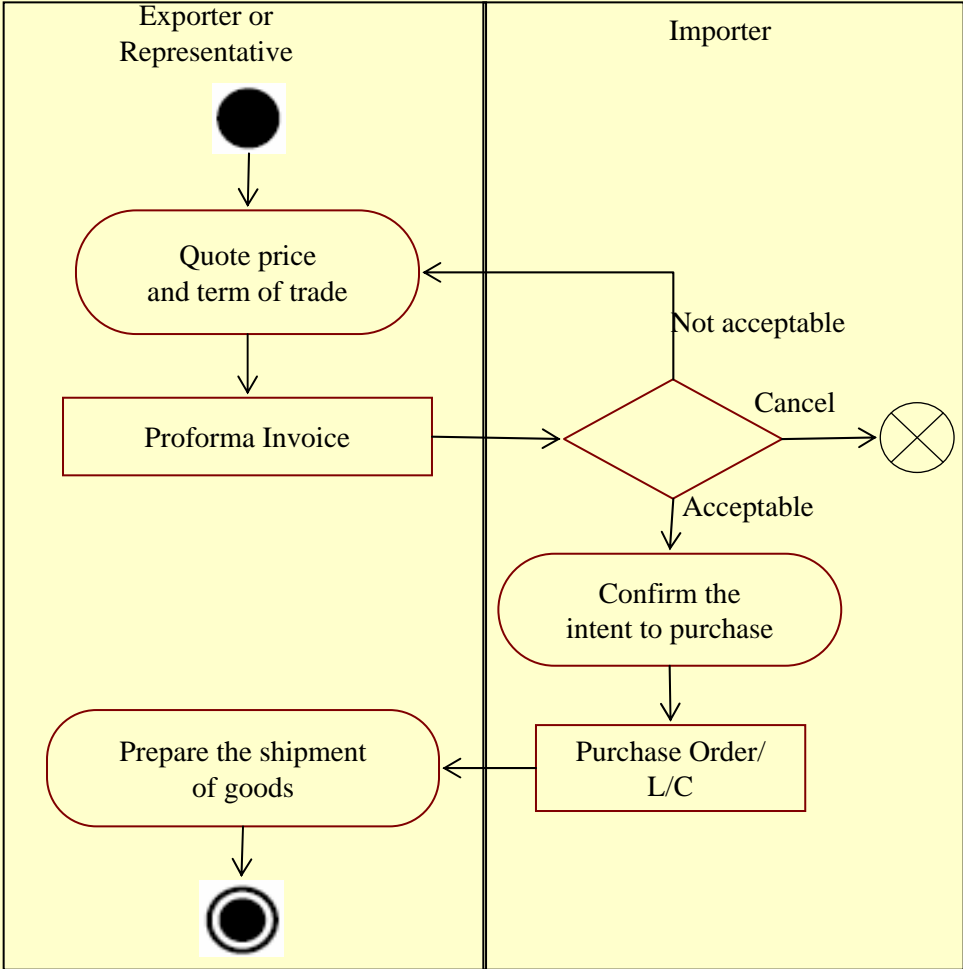 Exporter or
Representative
Importer
Quote price
and term of trade
Not acceptable
Cancel
Proforma Invoice
Acceptable
Confirm the
intent to purchase
Prepare the shipment
of goods
Purchase Order/
L/C